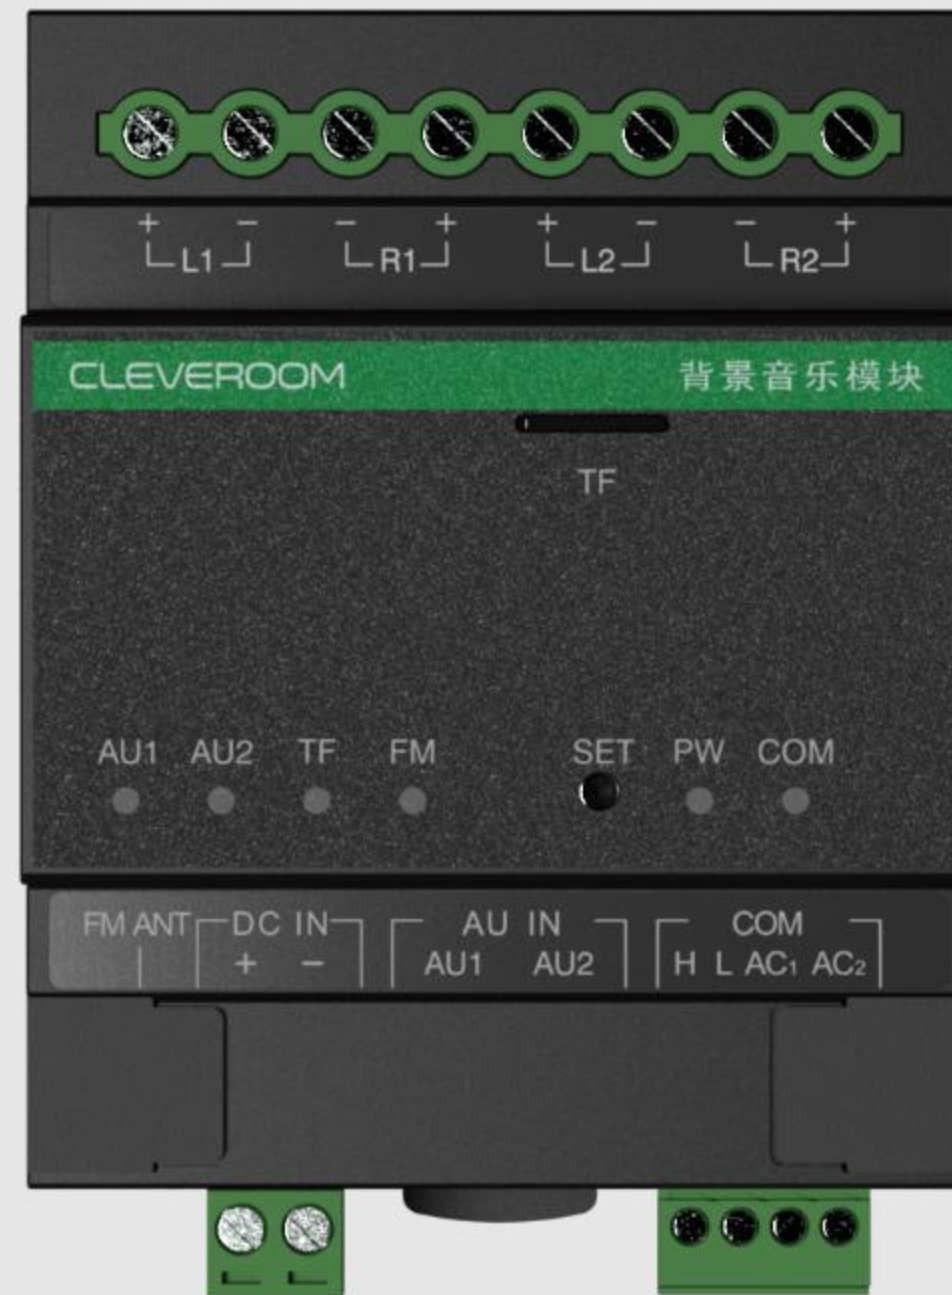 + − − + + − − +
L1 R1 L2 R2
CLEVEROOM 背景音乐模块
TF
AU1 AU2 TF FM SET PW COM
FM ANT DC IN AU IN COM
+ − AU1 AU2 H L AC1 AC2